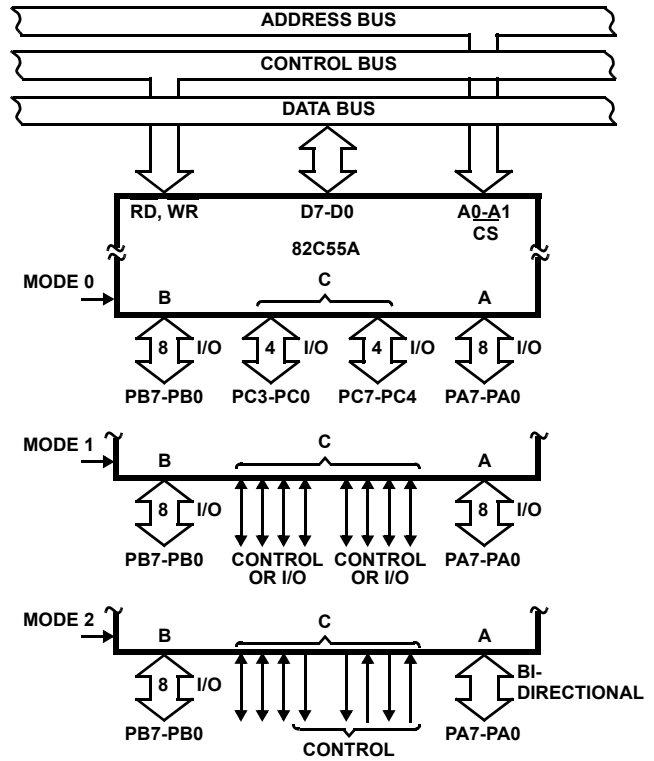 ADDRESS BUS
CONTROL BUS
DATA BUS
RD, WR D7-D0 A0-A1
CS
82C55A
MODE 0
B C A
8 I/O 4 I/O 4 I/O 8 I/O
PB7-PB0 PC3-PC0 PC7-PC4 PA7-PA0
MODE 1
B C A
8 I/O 8 I/O
PB7-PB0 CONTROL CONTROL PA7-PA0
OR I/O OR I/O
MODE 2
B C A
8 I/O BI-
DIRECTIONAL
PB7-PB0 PA7-PA0
CONTROL